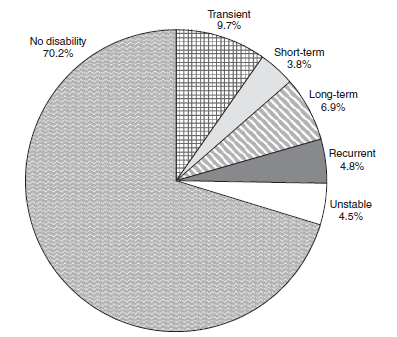 Transient
9.7%
No disability
70.2%
Short-term
3.8%
Long-term
6.9%
Recurrent
4.8%
Unstable
4.5%